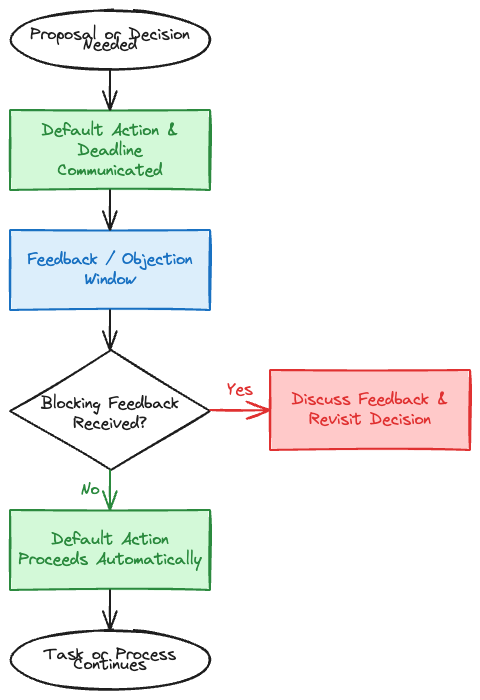 Proposal or Decision
Needed
Default Action &
Deadline
Communicated
Feedback / Objection
Window
Blocking Feedback
Received?
Yes
Discuss Feedback &
Revisit Decision
No
Default Action
Proceeds Automatically
Task or Process
Continues